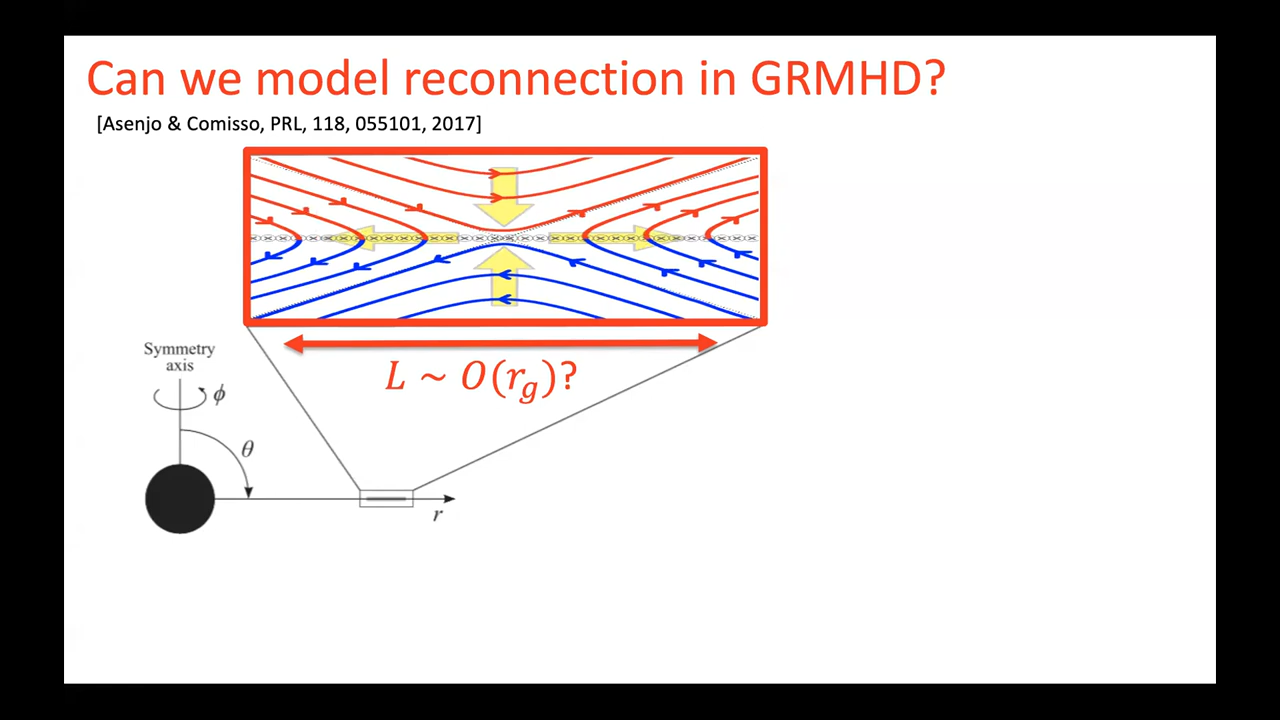 Can we model reconnection in GRMHD?
[Asenjo & Comisso, PRL, 118, 055101, 2017]
L ~ O(r_g)?
Symmetry
axis
ϕ
θ
r